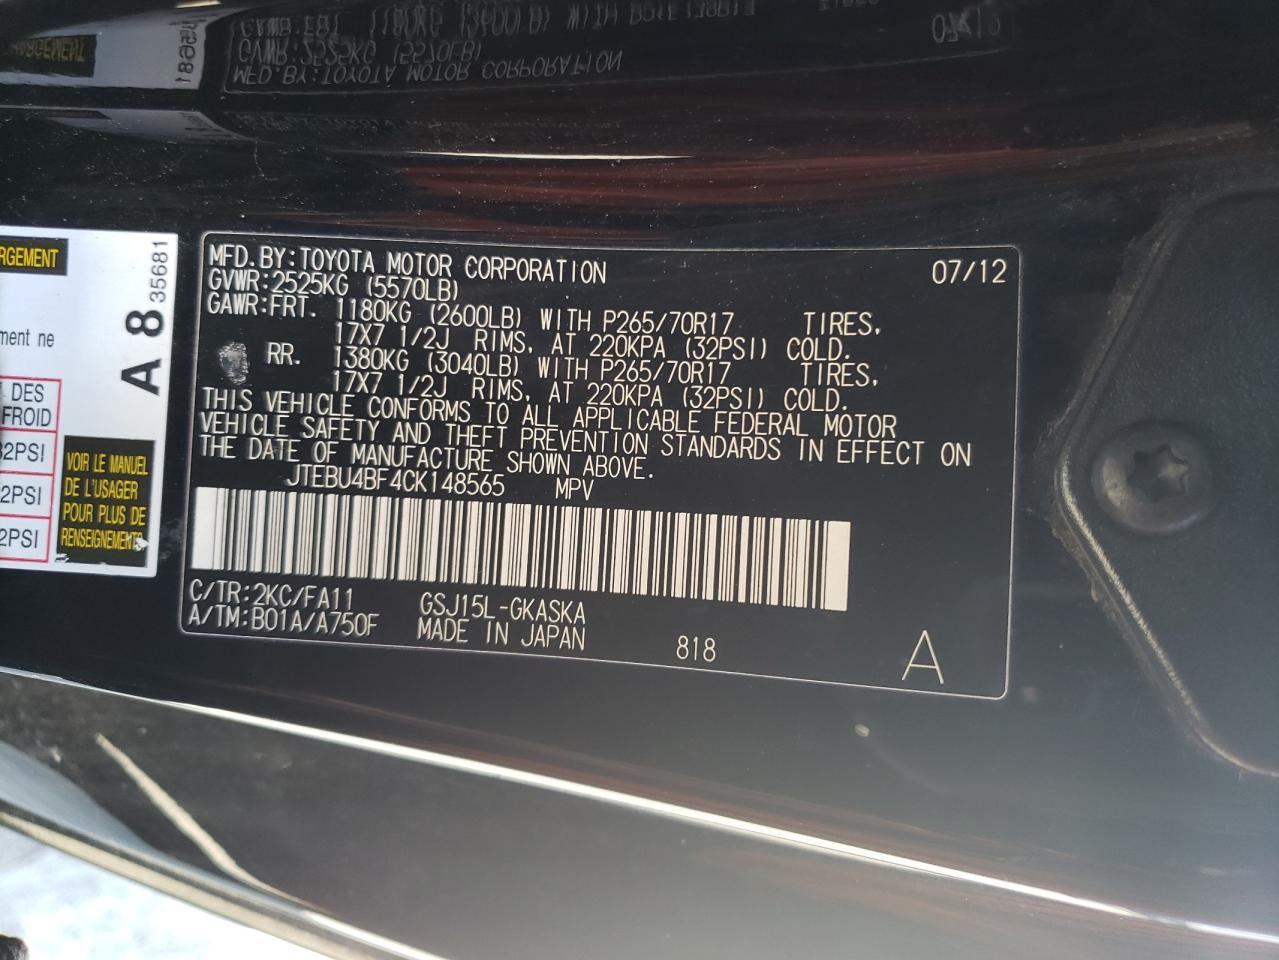 MFD.BY:TOYOTA MOTOR CORPORATION 07/12
GVWR:2525KG (5570LB)
GAWR:FRT. 1180KG (2600LB) WITH P265/70R17 TIRES,
17X7 1/2J RIMS, AT 220KPA (32PSI) COLD.
RR. 1380KG (3040LB) WITH P265/70R17 TIRES,
17X7 1/2J RIMS, AT 220KPA (32PSI) COLD.
THIS VEHICLE CONFORMS TO ALL APPLICABLE FEDERAL MOTOR
VEHICLE SAFETY AND THEFT PREVENTION STANDARDS IN EFFECT ON
THE DATE OF MANUFACTURE SHOWN ABOVE.
JTEBU4BF4CK148565 MPV
C/TR:2KC/FA11 GSJ15L-GKASKA
A/TM:B01A/A750F MADE IN JAPAN 818 A
RGEMENT
ment ne
DES
FROID
2PSI
2PSI
2PSI
VOIR LE MANUEL
DE L'USAGER
POUR PLUS DE
RENSEIGNEMENTS
A 8 35681